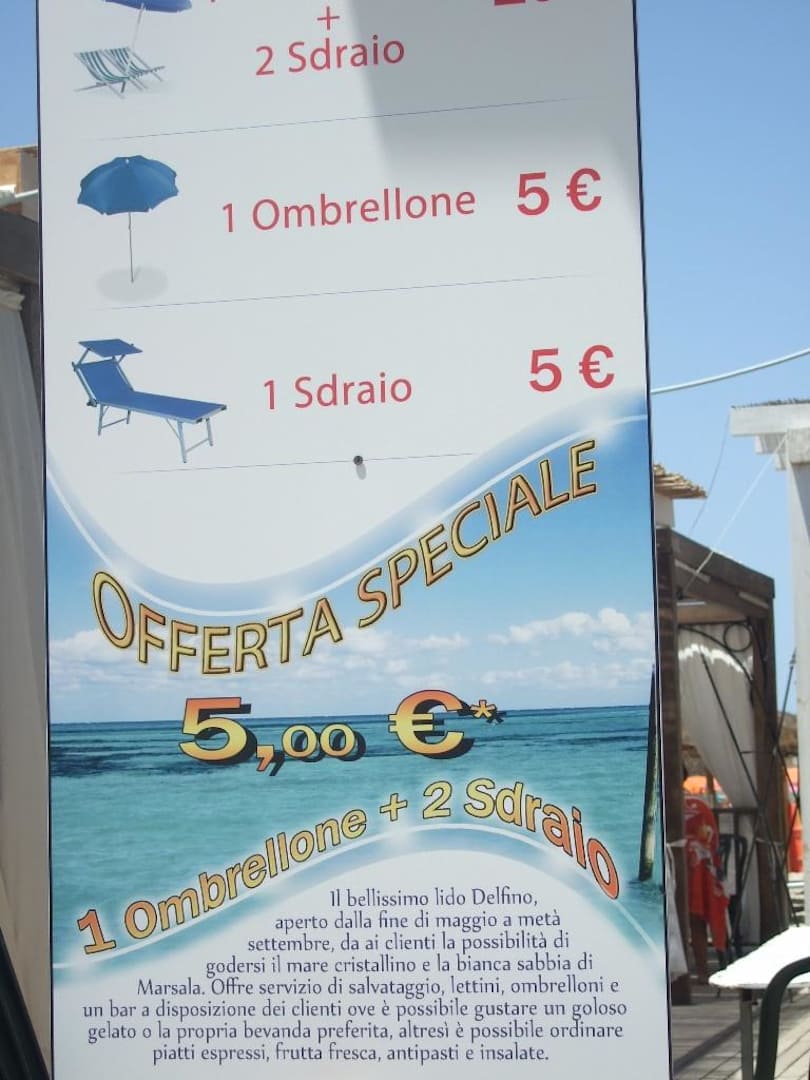 +
2 Sdraio
1 Ombrellone 5 €
1 Sdraio 5 €
OFFERTA SPECIALE
5,00 €*
1 Ombrellone + 2 Sdraio
Il bellissimo lido Delfino,
aperto dalla fine di maggio a metà
settembre, da ai clienti la possibilità di
godersi il mare cristallino e la bianca sabbia di
Marsala. Offre servizio di salvataggio, lettini, ombrelloni e
un bar a disposizione dei clienti ove è possibile gustare un goloso
gelato o la propria bevanda preferita, altresì è possibile ordinare
piatti espressi, frutta fresca, antipasti e insalate.